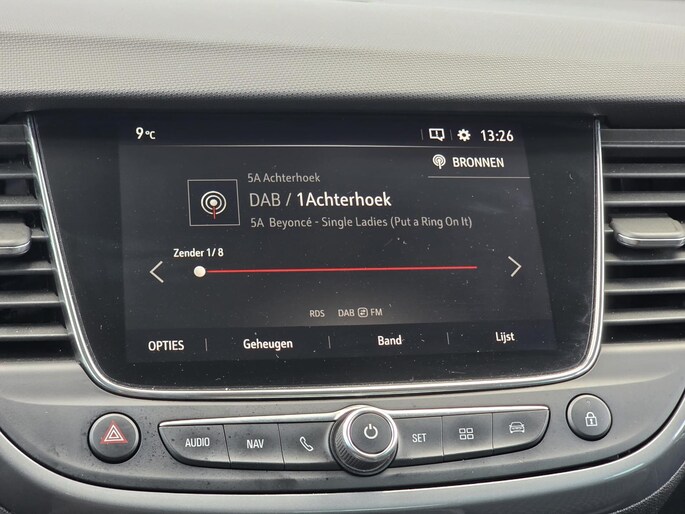 9 °C
13:26
BRONNEN
5A Achterhoek
DAB / 1Achterhoek
5A Beyoncé - Single Ladies (Put a Ring On It)
Zender 1/8
RDS DAB FM
OPTIES Geheugen Band Lijst
AUDIO NAV SET